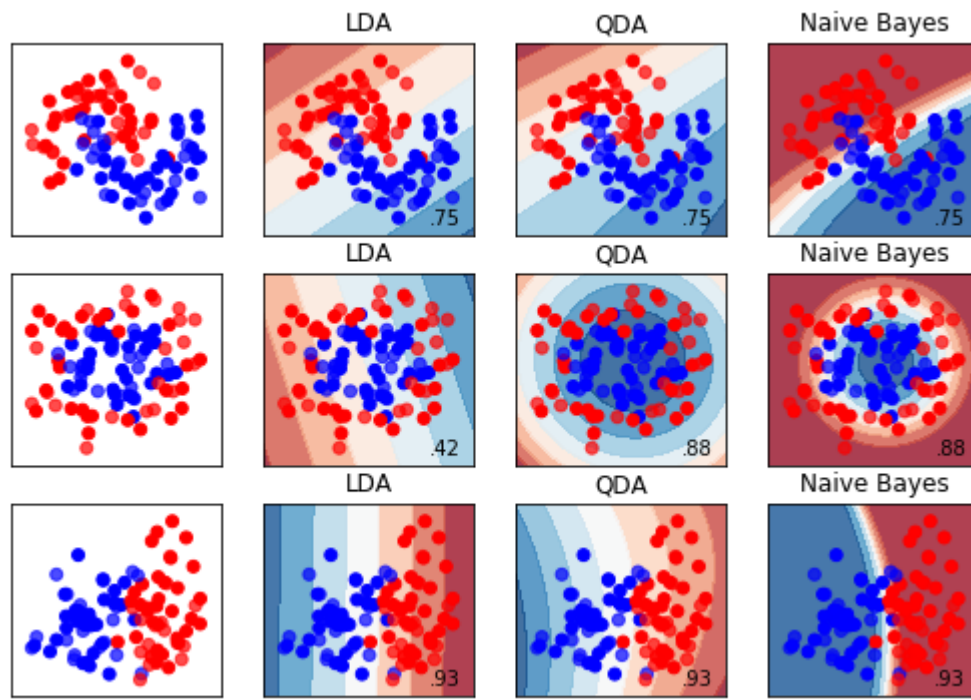 LDA QDA Naive Bayes
.75 .75 .75
LDA QDA Naive Bayes
.42 .88 .88
LDA QDA Naive Bayes
.93 .93 .93